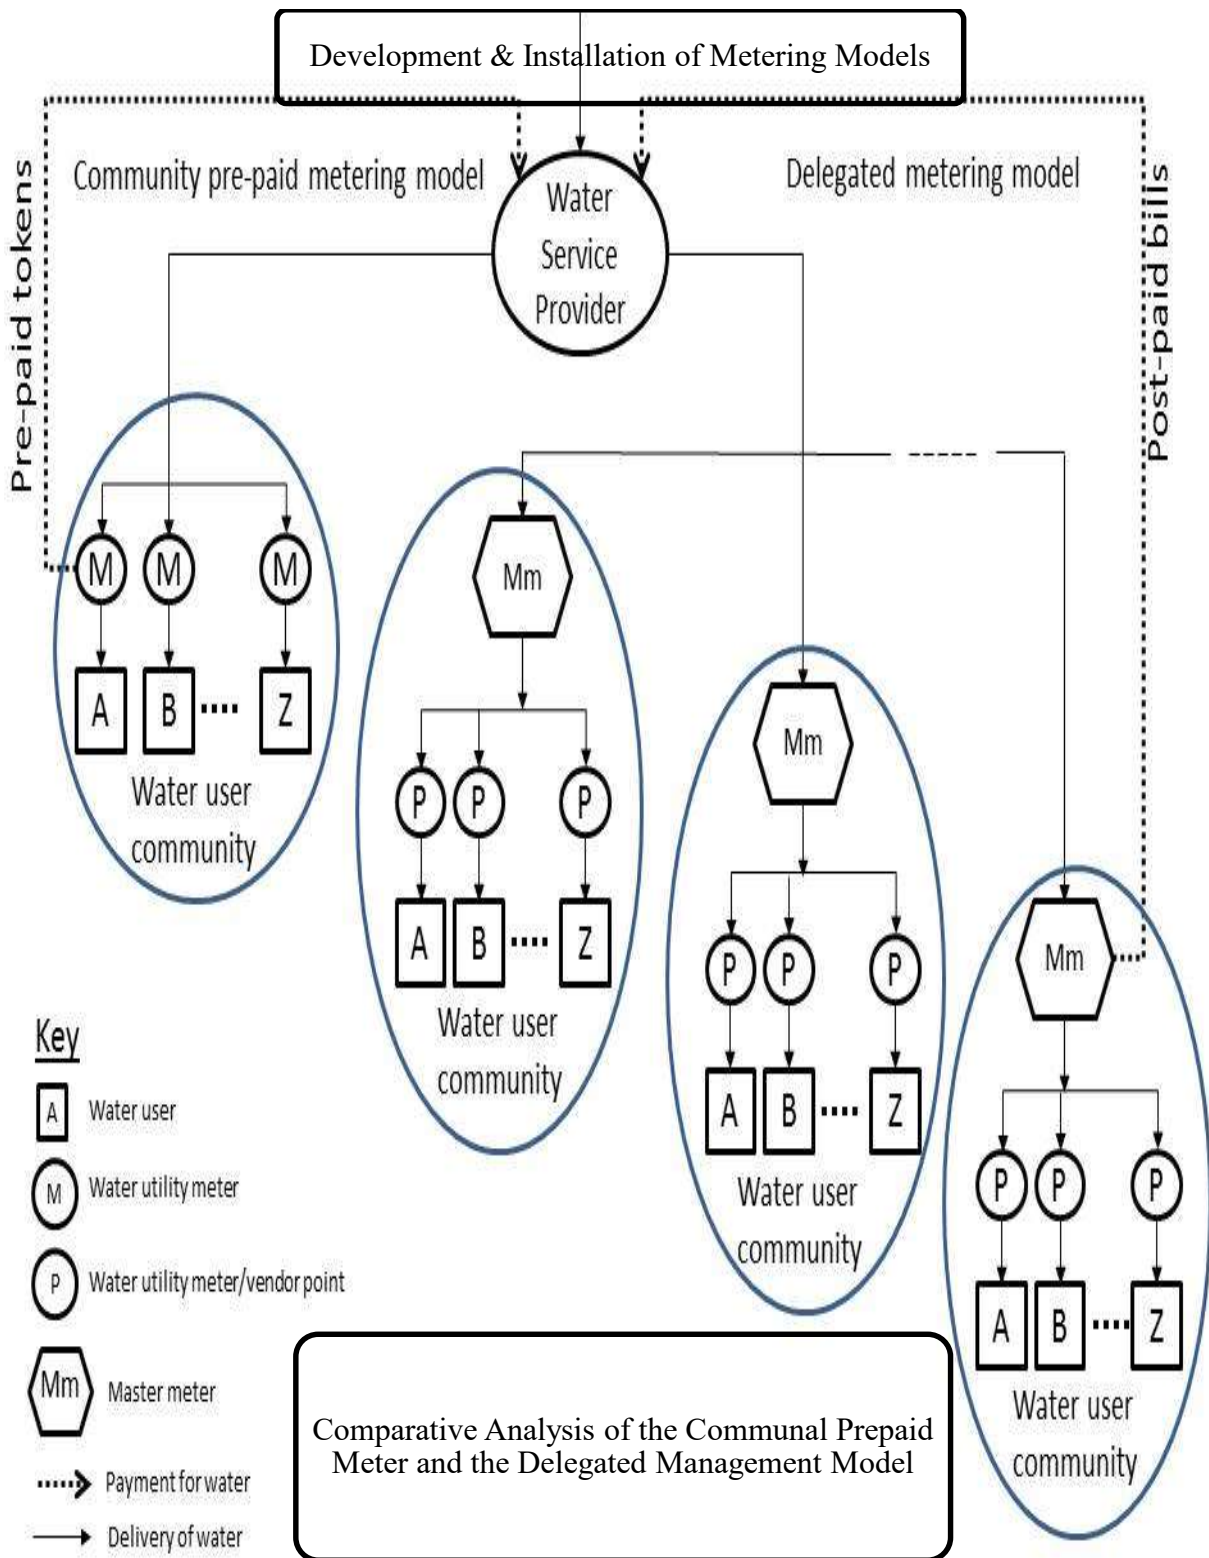 Development & Installation of Metering Models
Community pre-paid metering model
Delegated metering model
Pre-paid tokens
Post-paid bills
Water
Service
Provider
M
M
M
A
B
Z
Water user
community
Mm
P
P
P
A
B
Z
Water user
community
Mm
P
P
P
A
B
Z
Water user
community
Mm
P
P
P
A
B
Z
Water user
community
Key
A
Water user
M
Water utility meter
P
Water utility meter/vendor point
Mm
Master meter
Payment for water
Delivery of water
Comparative Analysis of the Communal Prepaid
Meter and the Delegated Management Model